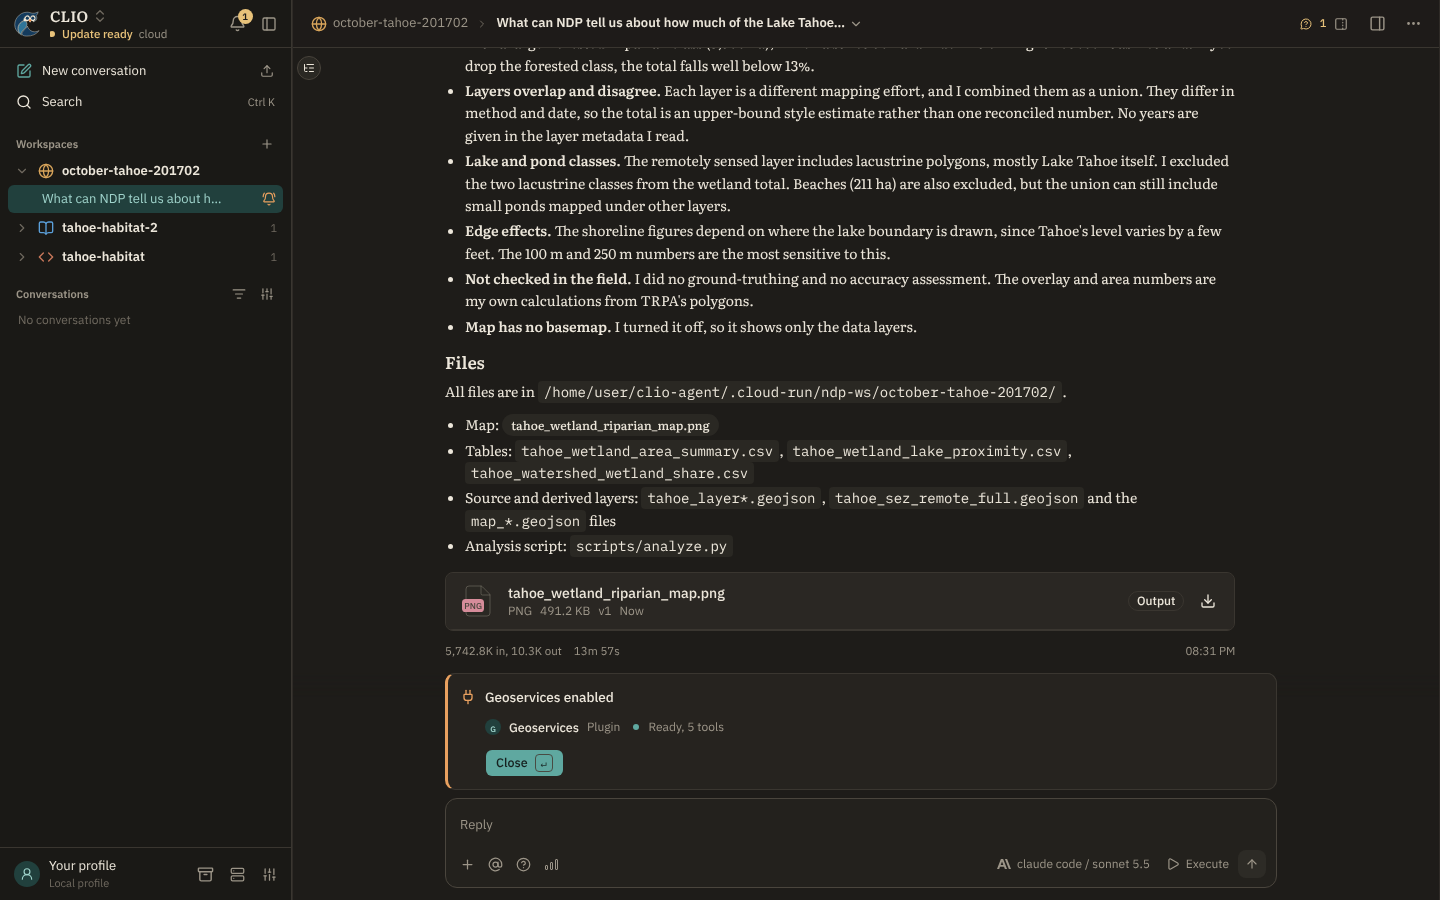 CLIO
1
Update ready cloud
New conversation
Search Ctrl K
Workspaces
october-tahoe-201702
What can NDP tell us about h...
tahoe-habitat-2 1
tahoe-habitat 1
Conversations
No conversations yet
Your profile
Local profile
october-tahoe-201702 › What can NDP tell us about how much of the Lake Tahoe...
1
drop the forested class, the total falls well below 13%.
• Layers overlap and disagree. Each layer is a different mapping effort, and I combined them as a union. They differ in
method and date, so the total is an upper-bound style estimate rather than one reconciled number. No years are
given in the layer metadata I read.
• Lake and pond classes. The remotely sensed layer includes lacustrine polygons, mostly Lake Tahoe itself. I excluded
the two lacustrine classes from the wetland total. Beaches (211 ha) are also excluded, but the union can still include
small ponds mapped under other layers.
• Edge effects. The shoreline figures depend on where the lake boundary is drawn, since Tahoe's level varies by a few
feet. The 100 m and 250 m numbers are the most sensitive to this.
• Not checked in the field. I did no ground-truthing and no accuracy assessment. The overlay and area numbers are
my own calculations from TRPA's polygons.
• Map has no basemap. I turned it off, so it shows only the data layers.
Files
All files are in /home/user/clio-agent/.cloud-run/ndp-ws/october-tahoe-201702/ .
• Map: tahoe_wetland_riparian_map.png
• Tables: tahoe_wetland_area_summary.csv , tahoe_wetland_lake_proximity.csv ,
tahoe_watershed_wetland_share.csv
• Source and derived layers: tahoe_layer*.geojson , tahoe_sez_remote_full.geojson and the
map_*.geojson files
• Analysis script: scripts/analyze.py
PNG
tahoe_wetland_riparian_map.png
PNG 491.2 KB v1 Now
Output
5,742.8K in, 10.3K out 13m 57s 08:31 PM
Geoservices enabled
G Geoservices Plugin Ready, 5 tools
Close ↵
Reply
claude code / sonnet 5.5 Execute